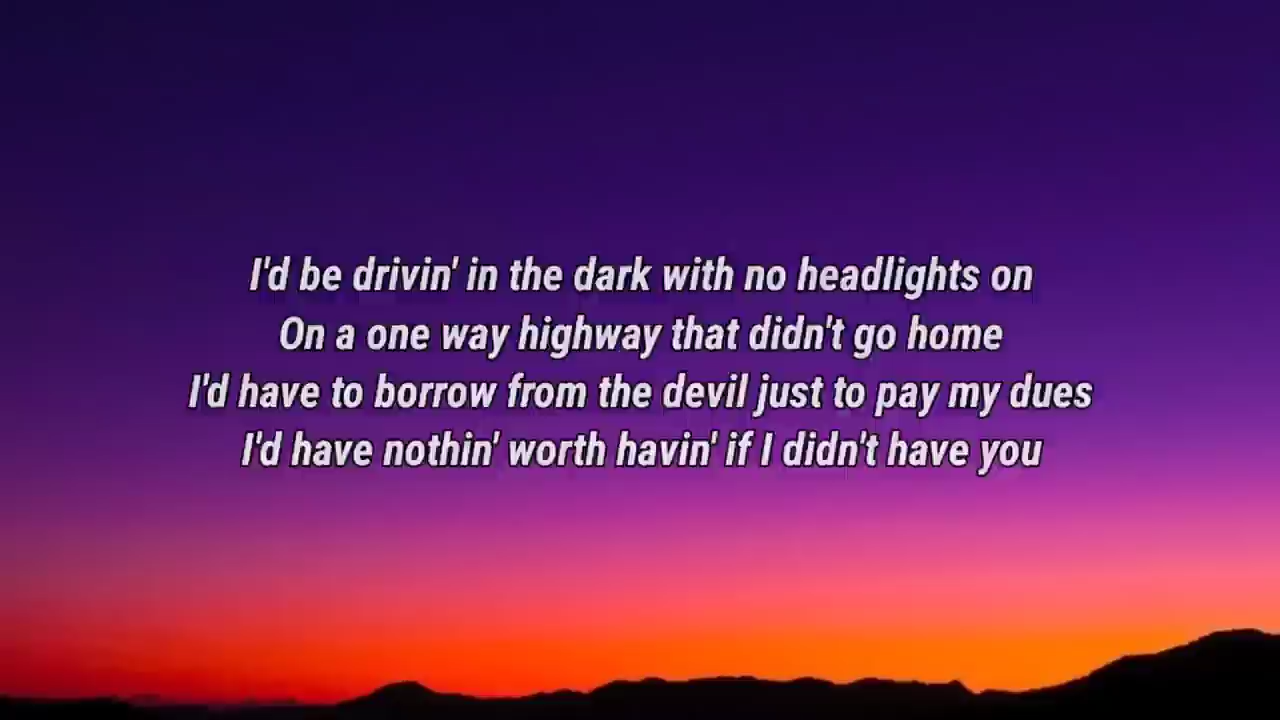 I'd be drivin' in the dark with no headlights on
On a one way highway that didn't go home
I'd have to borrow from the devil just to pay my dues
I'd have nothin' worth havin' if I didn't have you